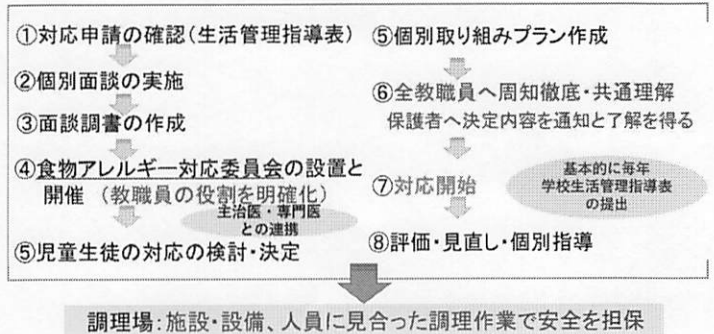 ①対応申請の確認(生活管理指導表)
②個別面談の実施
③面談調書の作成
④食物アレルギー対応委員会の設置と
開催 (教職員の役割を明確化)
主治医・専門医
との連携
⑤児童生徒の対応の検討・決定
⑤個別取り組みプラン作成
⑥全教職員へ周知徹底・共通理解
保護者へ決定内容を通知と了解を得る
⑦対応開始
基本的に毎年
学校生活管理指導表
の提出
⑧評価・見直し・個別指導
調理場:施設・設備、人員に見合った調理作業で安全を担保